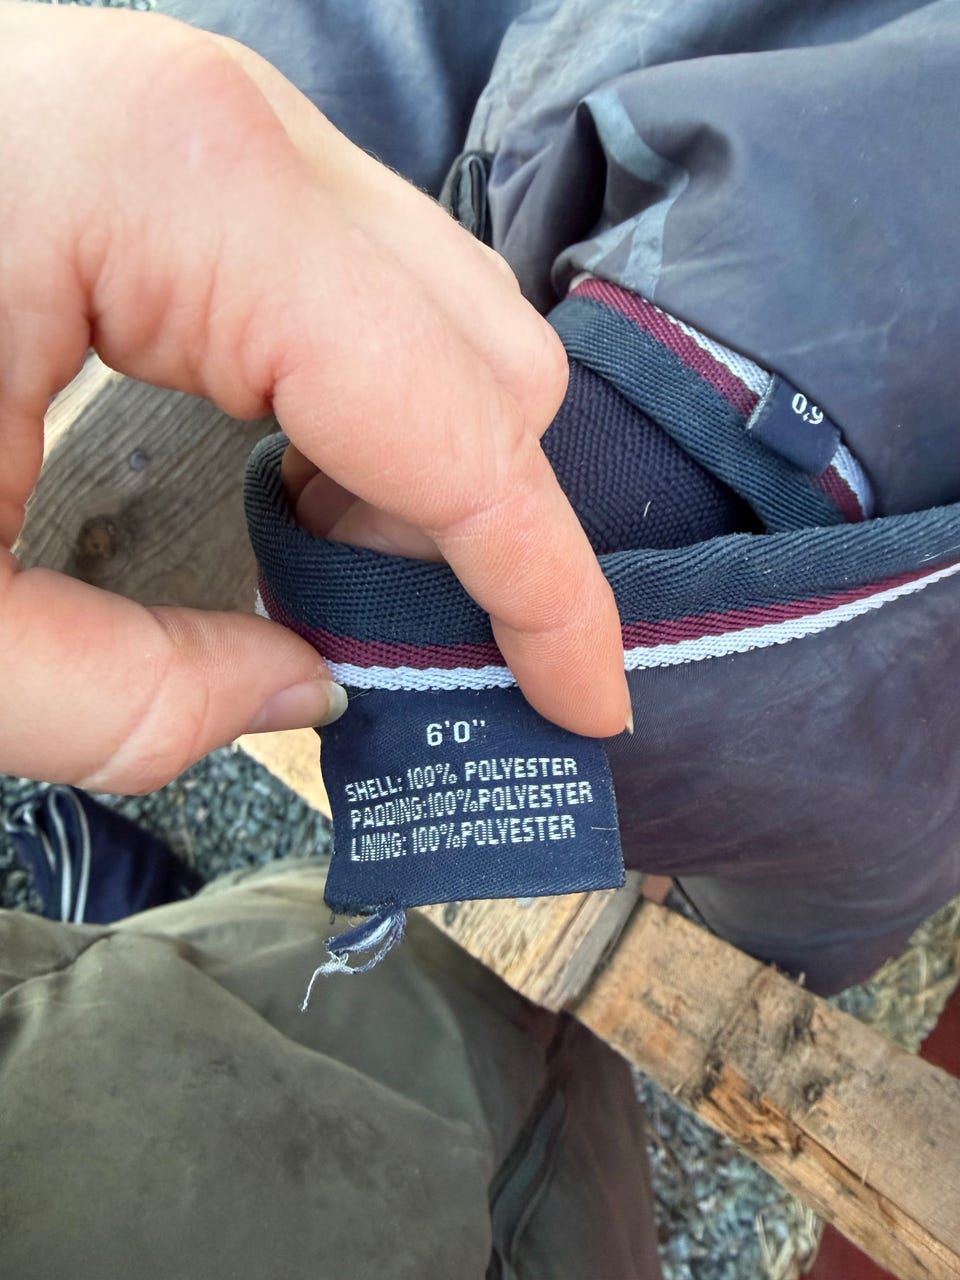 6'0"
SHELL: 100% POLYESTER
PADDING: 100% POLYESTER
LINING: 100% POLYESTER
6'0